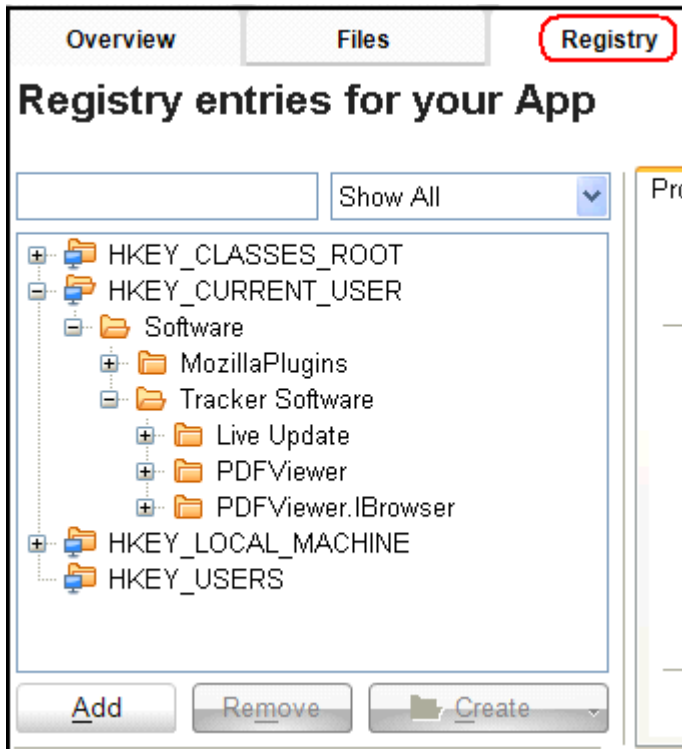 Overview Files Registry
Registry entries for your App
Show All
Pro
HKEY_CLASSES_ROOT
HKEY_CURRENT_USER
Software
MozillaPlugins
Tracker Software
Live Update
PDFViewer
PDFViewer.IBrowser
HKEY_LOCAL_MACHINE
HKEY_USERS
Add Remove Create